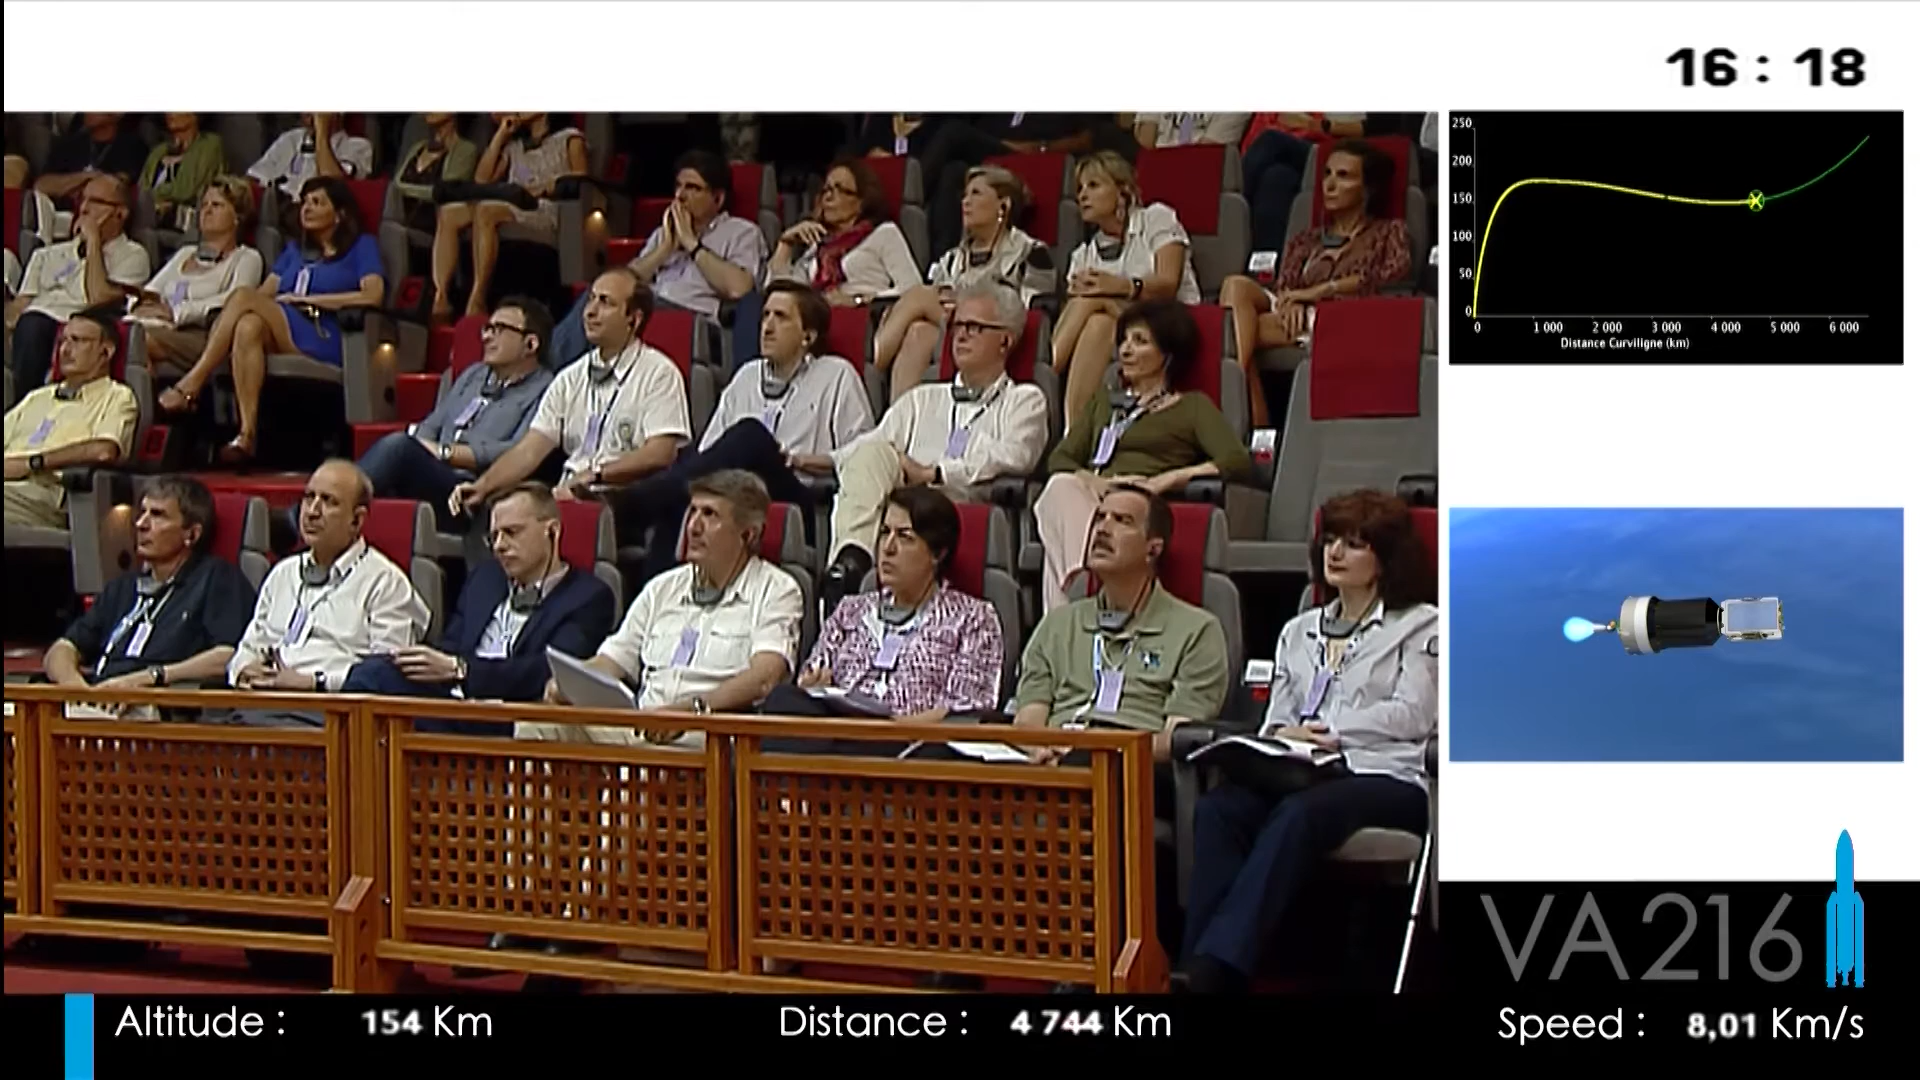 16 : 18
250
200
150
100
50
0
0 1 000 2 000 3 000 4 000 5 000 6 000
Distance Curviligne (km)
VA216
Altitude : 154 Km Distance : 4 744 Km Speed : 8,01 Km/s